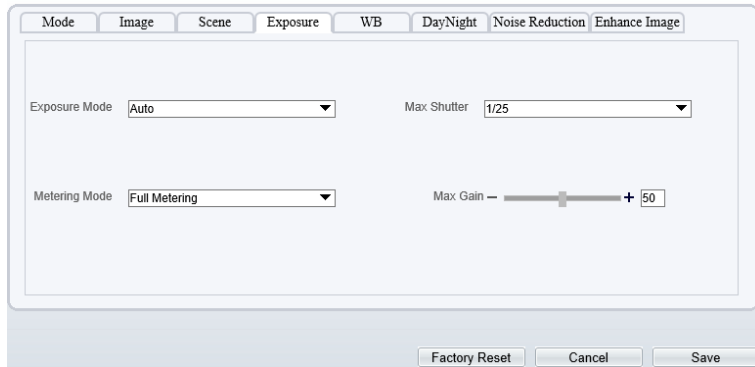 Mode Image Scene Exposure WB DayNight Noise Reduction Enhance Image
Exposure Mode Auto Max Shutter 1/25
Metering Mode Full Metering Max Gain − + 50
Factory Reset Cancel Save